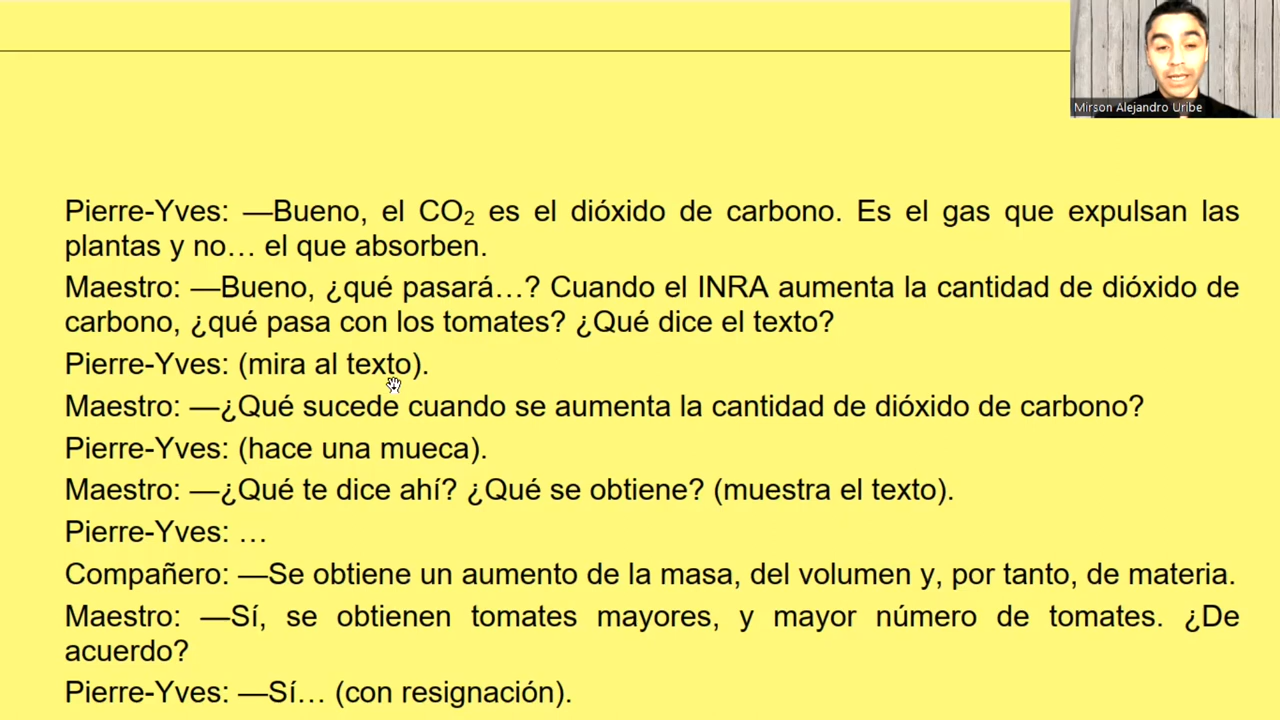 Mirson Alejandro Uribe
Pierre-Yves: —Bueno, el CO₂ es el dióxido de carbono. Es el gas que expulsan las
plantas y no… el que absorben.
Maestro: —Bueno, ¿qué pasará…? Cuando el INRA aumenta la cantidad de dióxido de
carbono, ¿qué pasa con los tomates? ¿Qué dice el texto?
Pierre-Yves: (mira al texto).
Maestro: —¿Qué sucede cuando se aumenta la cantidad de dióxido de carbono?
Pierre-Yves: (hace una mueca).
Maestro: —¿Qué te dice ahí? ¿Qué se obtiene? (muestra el texto).
Pierre-Yves: …
Compañero: —Se obtiene un aumento de la masa, del volumen y, por tanto, de materia.
Maestro: —Sí, se obtienen tomates mayores, y mayor número de tomates. ¿De
acuerdo?
Pierre-Yves: —Sí… (con resignación).